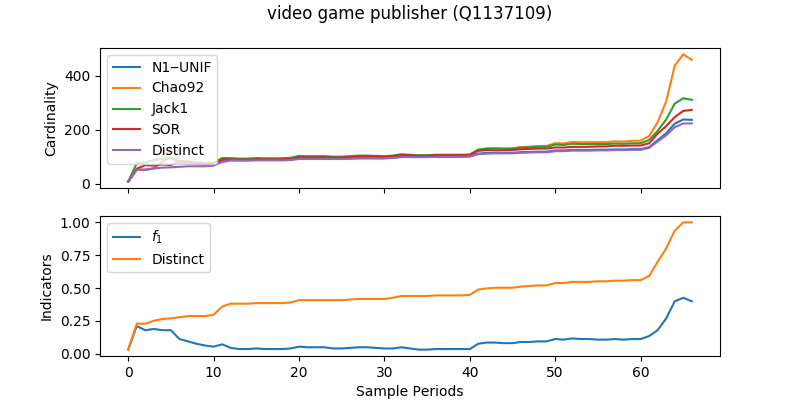 video game publisher (Q1137109)
Cardinality
400
200
0
N1−UNIF
Chao92
Jack1
SOR
Distinct
Indicators
1.00
0.75
0.50
0.25
0.00
f1
Distinct
0 10 20 30 40 50 60
Sample Periods